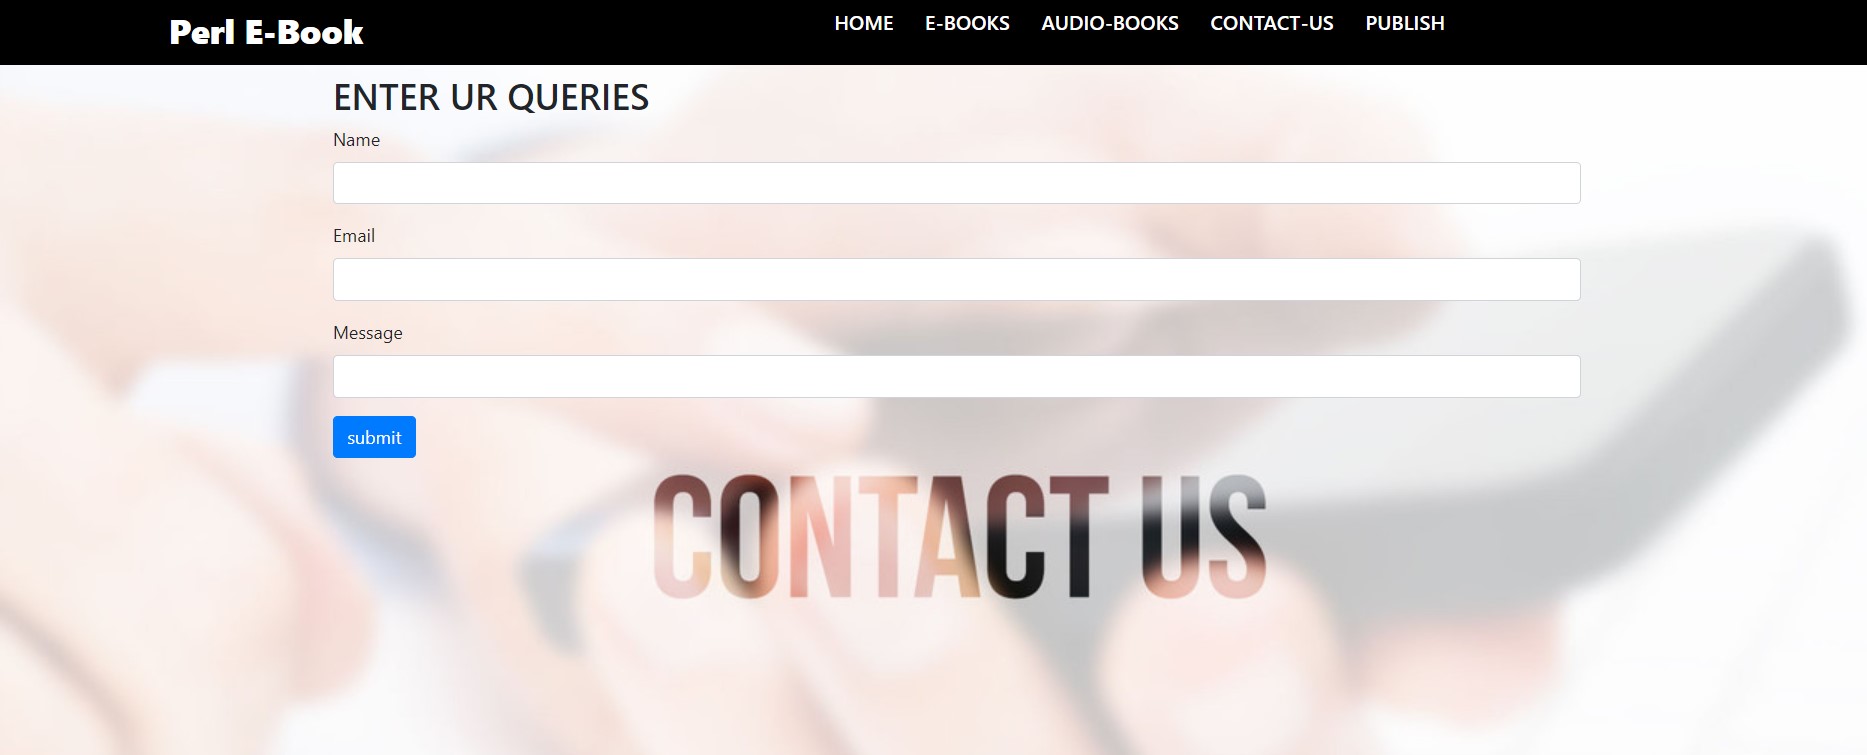 Perl E-Book
HOME E-BOOKS AUDIO-BOOKS CONTACT-US PUBLISH
ENTER UR QUERIES
Name
Email
Message
submit
CONTACT US